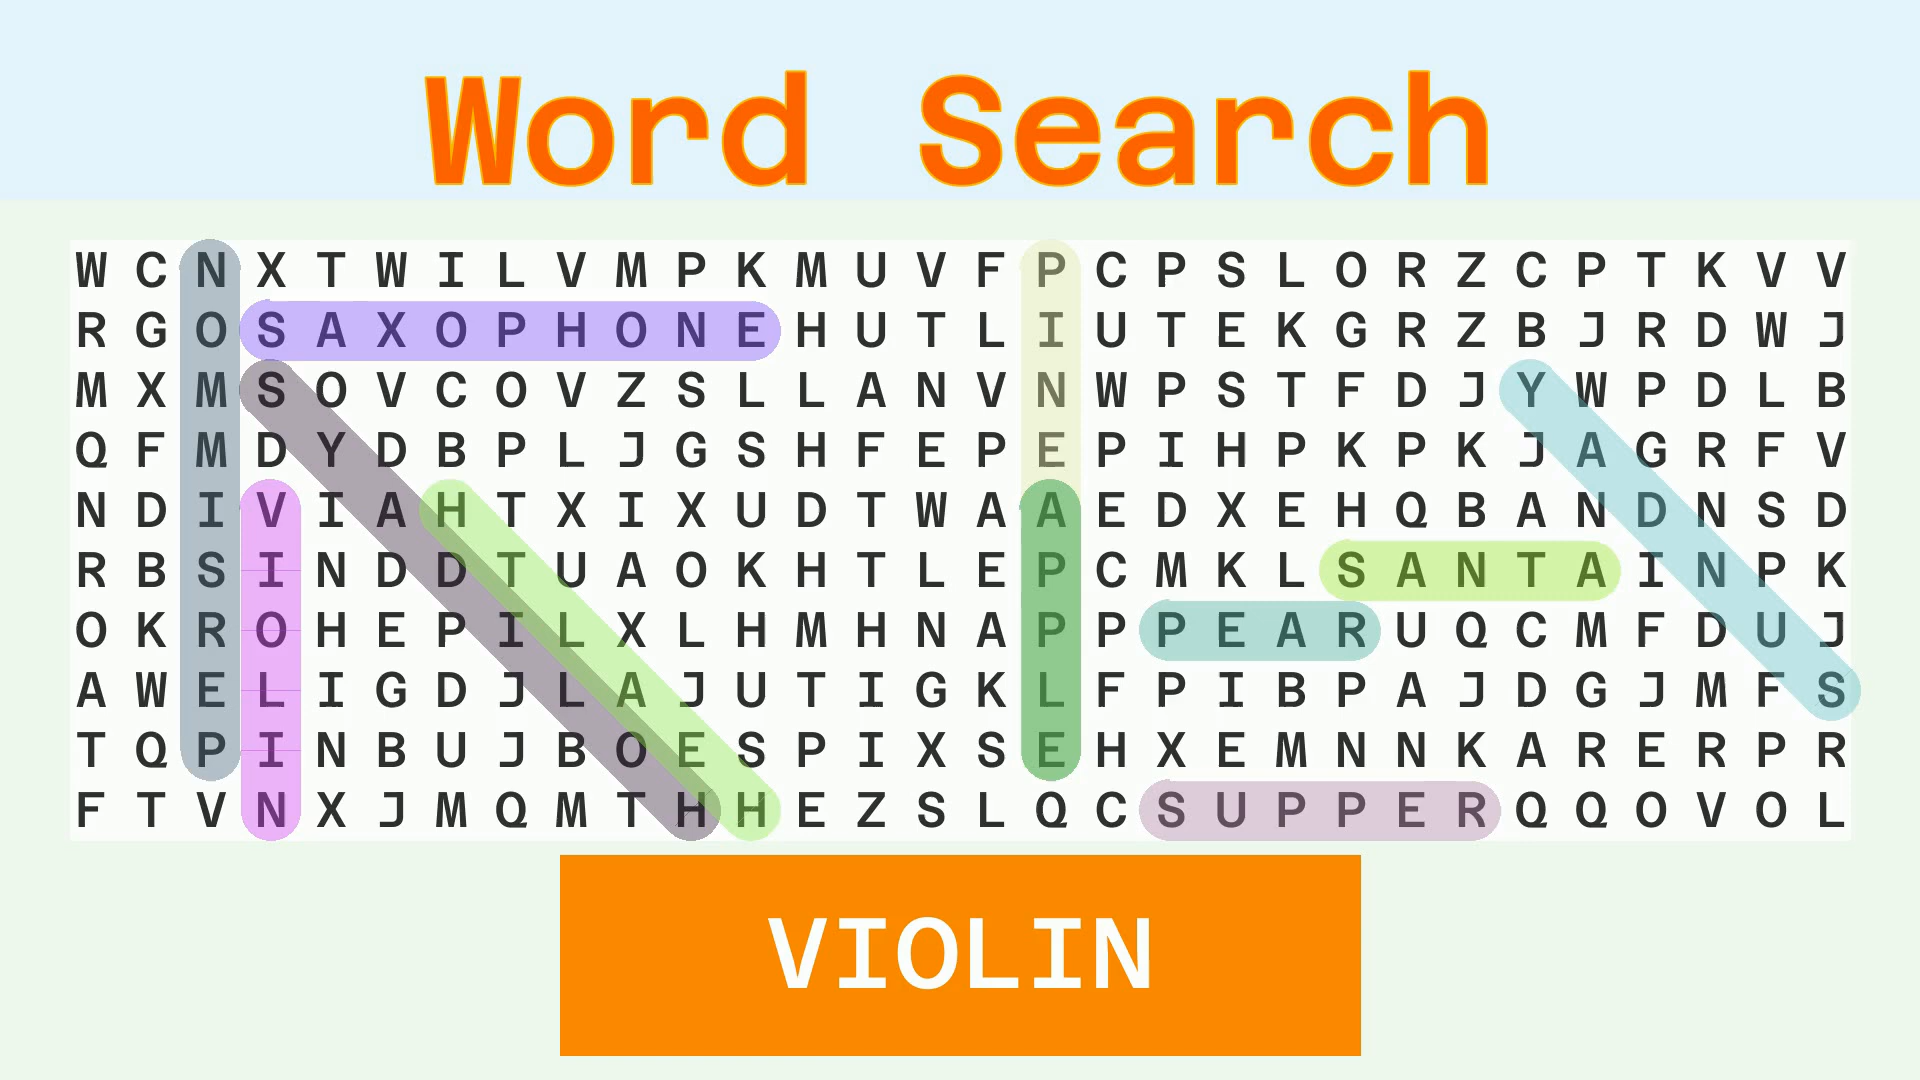 Word Search
W C N X T W I L V M P K M U V F P C P S L O R Z C P T K V V
R G O S A X O P H O N E H U T L I U T E K G R Z B J R D W J
M X M S O V C O V Z S L L A N V N W P S T F D J Y W P D L B
Q F M D Y D B P L J G S H F E P E P I H P K P K J A G R F V
N D I V I A H T X I X U D T W A A E D X E H Q B A N D N S D
R B S I N D D T U A O K H T L E P C M K L S A N T A I N P K
O K R O H E P I L X L H M H N A P P P E A R U Q C M F D U J
A W E L I G D J L A J U T I G K L F P I B P A J D G J M F S
T Q P I N B U J B O E S P I X S E H X E M N N K A R E R P R
F T V N X J M Q M T H H E Z S L Q C S U P P E R Q Q O V O L
VIOLIN